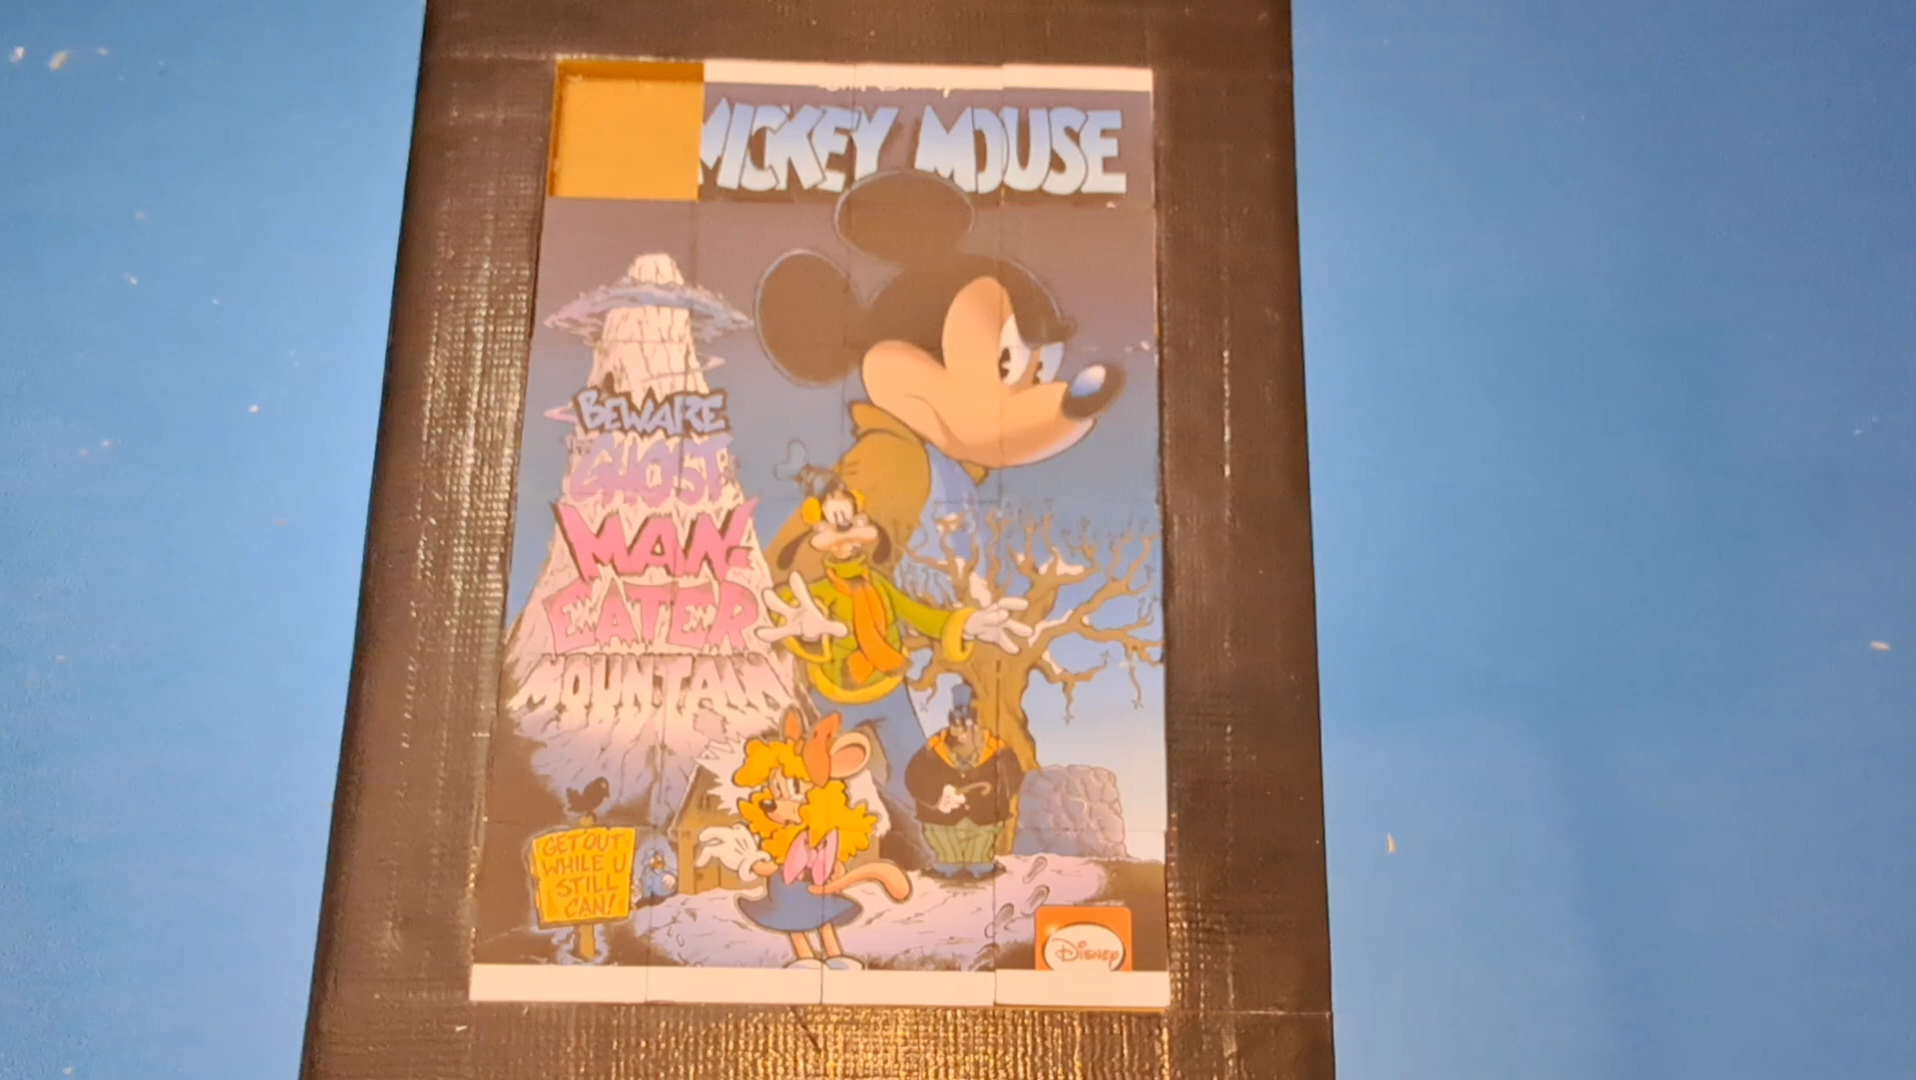 MICKEY MOUSE
BEWARE
GHOST
MAN-
EATER
MOUNTAIN
GET OUT
WHILE U
STILL
CAN!
Disney